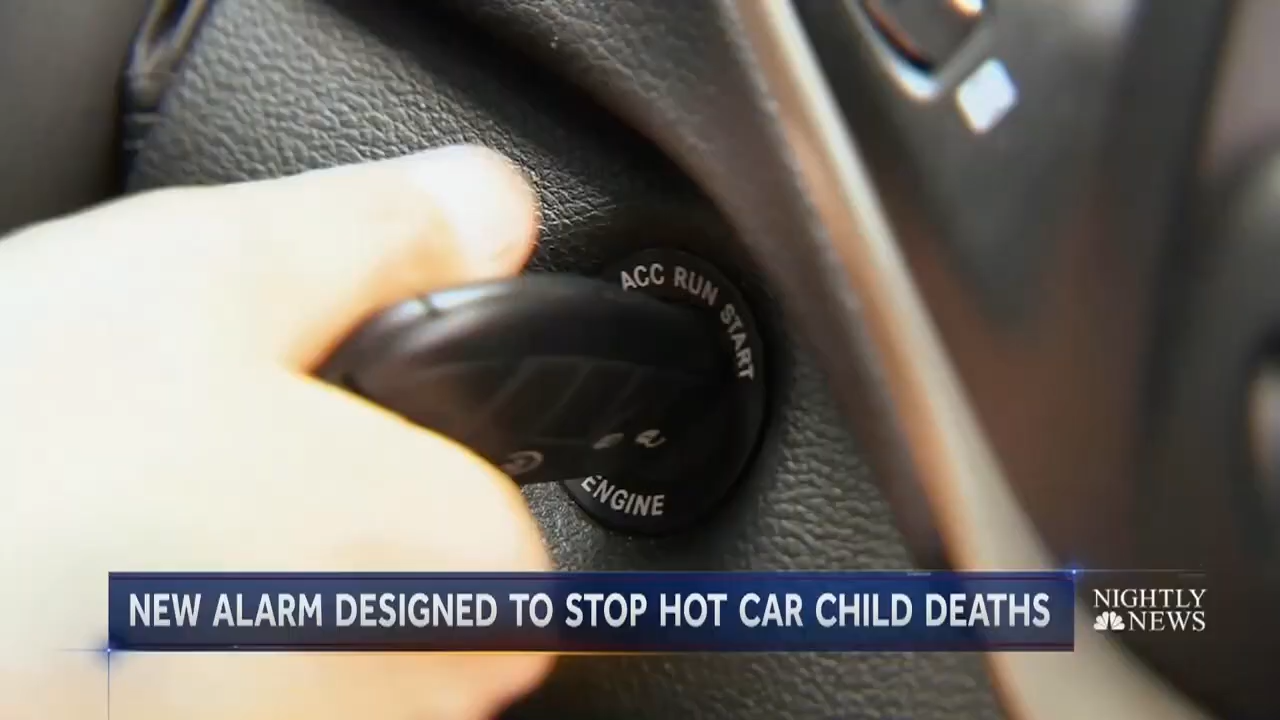 ACC RUN START
ENGINE
NEW ALARM DESIGNED TO STOP HOT CAR CHILD DEATHS
NIGHTLY
NEWS